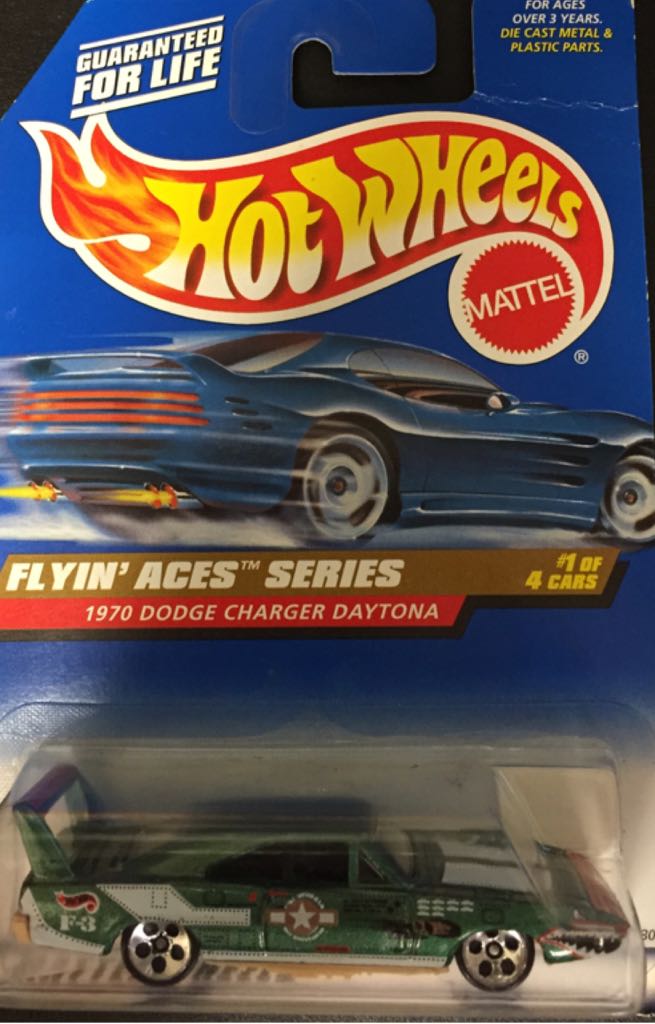 FOR AGES
OVER 3 YEARS.
DIE CAST METAL &
PLASTIC PARTS.
GUARANTEED
FOR LIFE
HOT WHEELS
MATTEL
®
FLYIN' ACES™ SERIES
#1 OF
4 CARS
1970 DODGE CHARGER DAYTONA
F-3